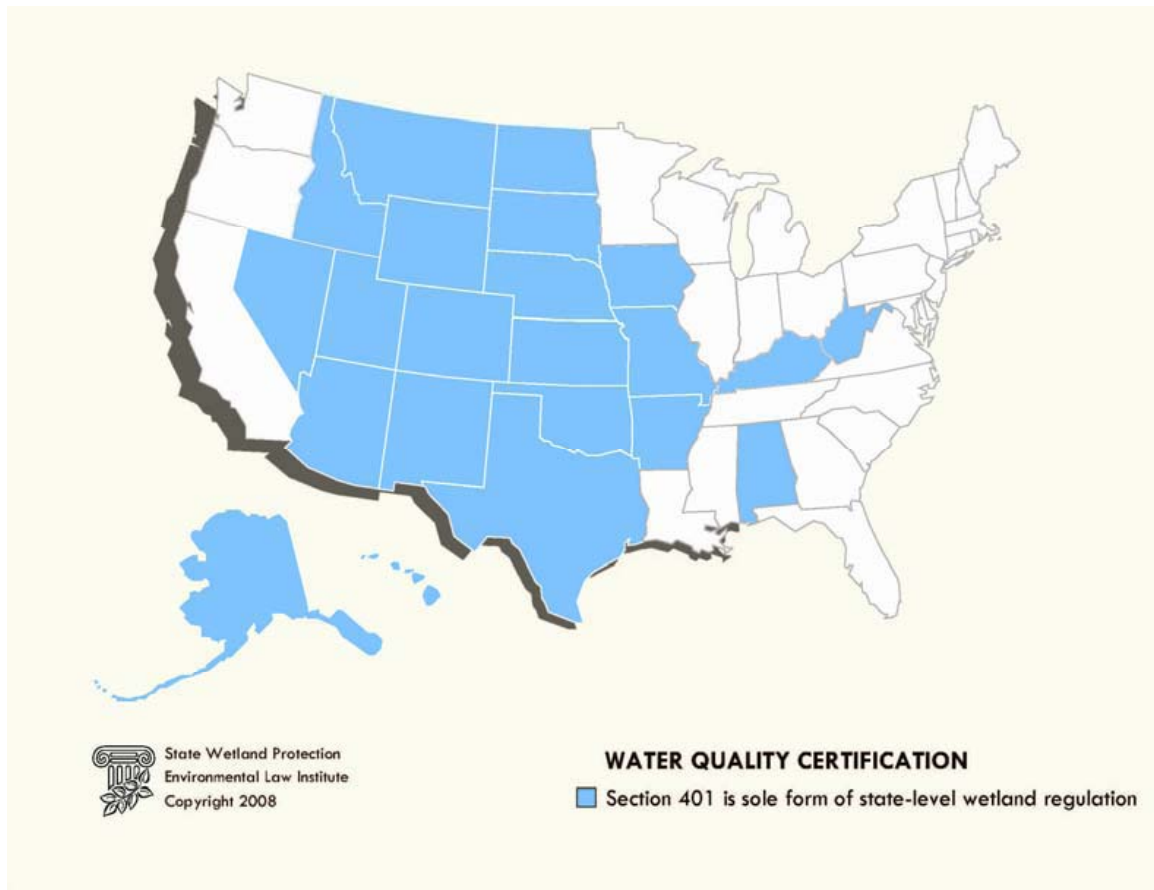 State Wetland Protection
Environmental Law Institute
Copyright 2008
WATER QUALITY CERTIFICATION
Section 401 is sole form of state-level wetland regulation